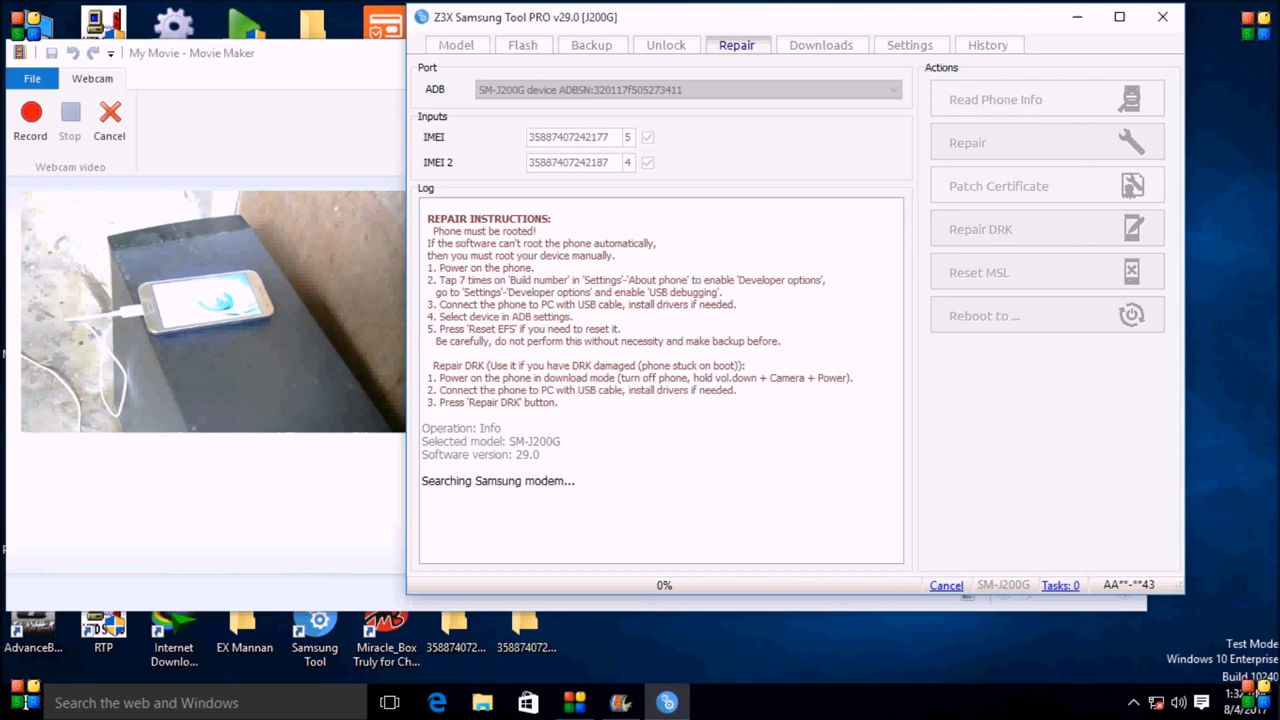 Z3X Samsung Tool PRO v29.0 [J200G]
My Movie - Movie Maker
File
Webcam
Record
Stop
Cancel
Webcam video
Model
Flash
Backup
Unlock
Repair
Downloads
Settings
History
Port
ADB
SM-J200G device ADBSN:320117f505273411
Inputs
IMEI
35887407242177
5
IMEI 2
35887407242187
4
Log
REPAIR INSTRUCTIONS:
Phone must be rooted!
If the software can't root the phone automatically,
then you must root your device manually.
1. Power on the phone.
2. Tap 7 times on 'Build number' in 'Settings'-'About phone' to enable 'Developer options',
go to 'Settings'-'Developer options' and enable 'USB debugging'.
3. Connect the phone to PC with USB cable, install drivers if needed.
4. Select device in ADB settings.
5. Press 'Reset EFS' if you need to reset it.
Be carefully, do not perform this without necessity and make backup before.
Repair DRK (Use it if you have DRK damaged (phone stuck on boot)):
1. Power on the phone in download mode (turn off phone, hold vol.down + Camera + Power).
2. Connect the phone to PC with USB cable, install drivers if needed.
3. Press 'Repair DRK' button.
Operation: Info
Selected model: SM-J200G
Software version: 29.0
Searching Samsung modem...
Actions
Read Phone Info
Repair
Patch Certificate
Repair DRK
Reset MSL
Reboot to ...
0%
Cancel
SM-J200G
Tasks: 0
AA**-**43
AdvanceB...
RTP
Internet
Downlo...
EX Mannan
Samsung
Tool
Miracle_Box
Truly for Ch...
358874072...
358874072...
Test Mode
Windows 10 Enterprise
Build 10240
Search the web and Windows